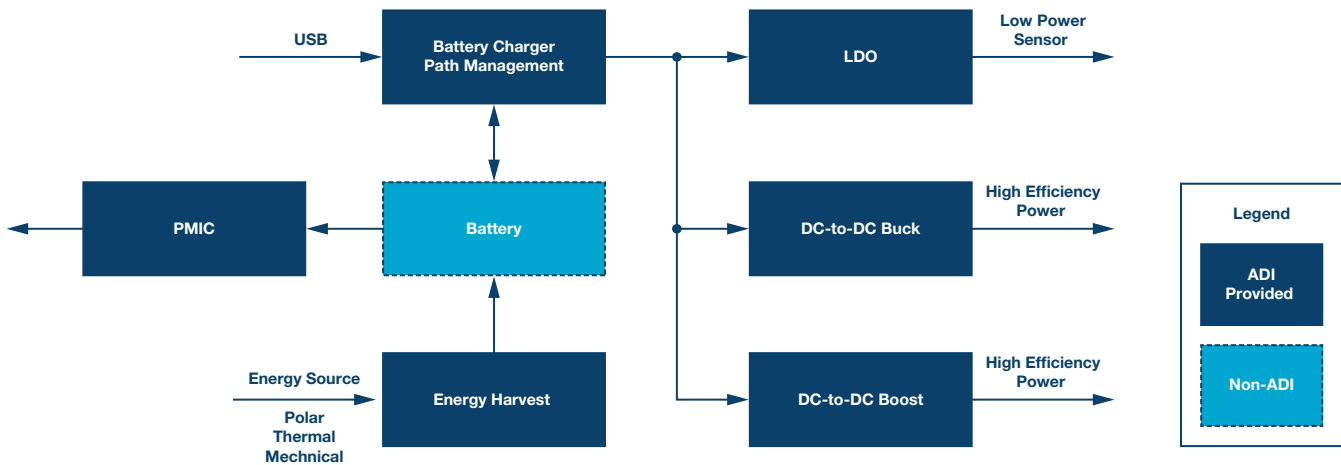 USB
Battery Charger
Path Management
LDO
Low Power
Sensor
PMIC
Battery
DC-to-DC Buck
High Efficiency
Power
Legend
ADI
Provided
Non-ADI
Energy Source
Polar
Thermal
Mechnical
Energy Harvest
DC-to-DC Boost
High Efficiency
Power